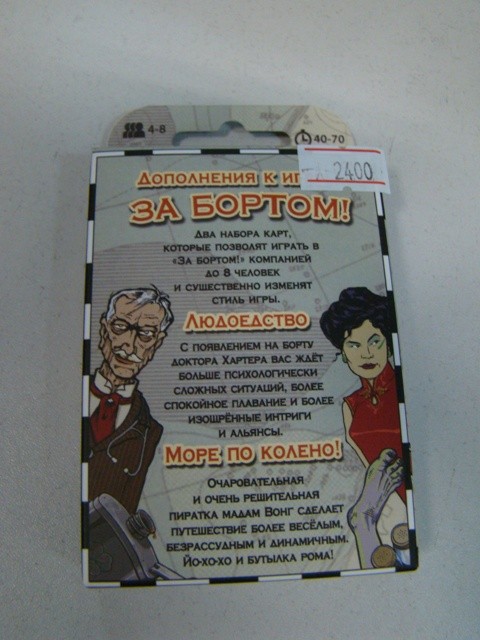 4-8
40-70
2400
Дополнения к
ЗА БОРТОМ!
Два набора карт,
которые позволят играть в
«За бортом!» компанией
до 8 человек
и существенно изменят
стиль игры.
Людоедство
С появлением на борту
доктора Хартера вас ждёт
больше психологически
сложных ситуаций, более
спокойное плавание и более
изощрённые интриги
и альянсы.
Море по колено!
Очаровательная
и очень решительная
пиратка мадам Вонг сделает
путешествие более весёлым,
безрассудным и динамичным.
Йо-хо-хо и бутылка рома!